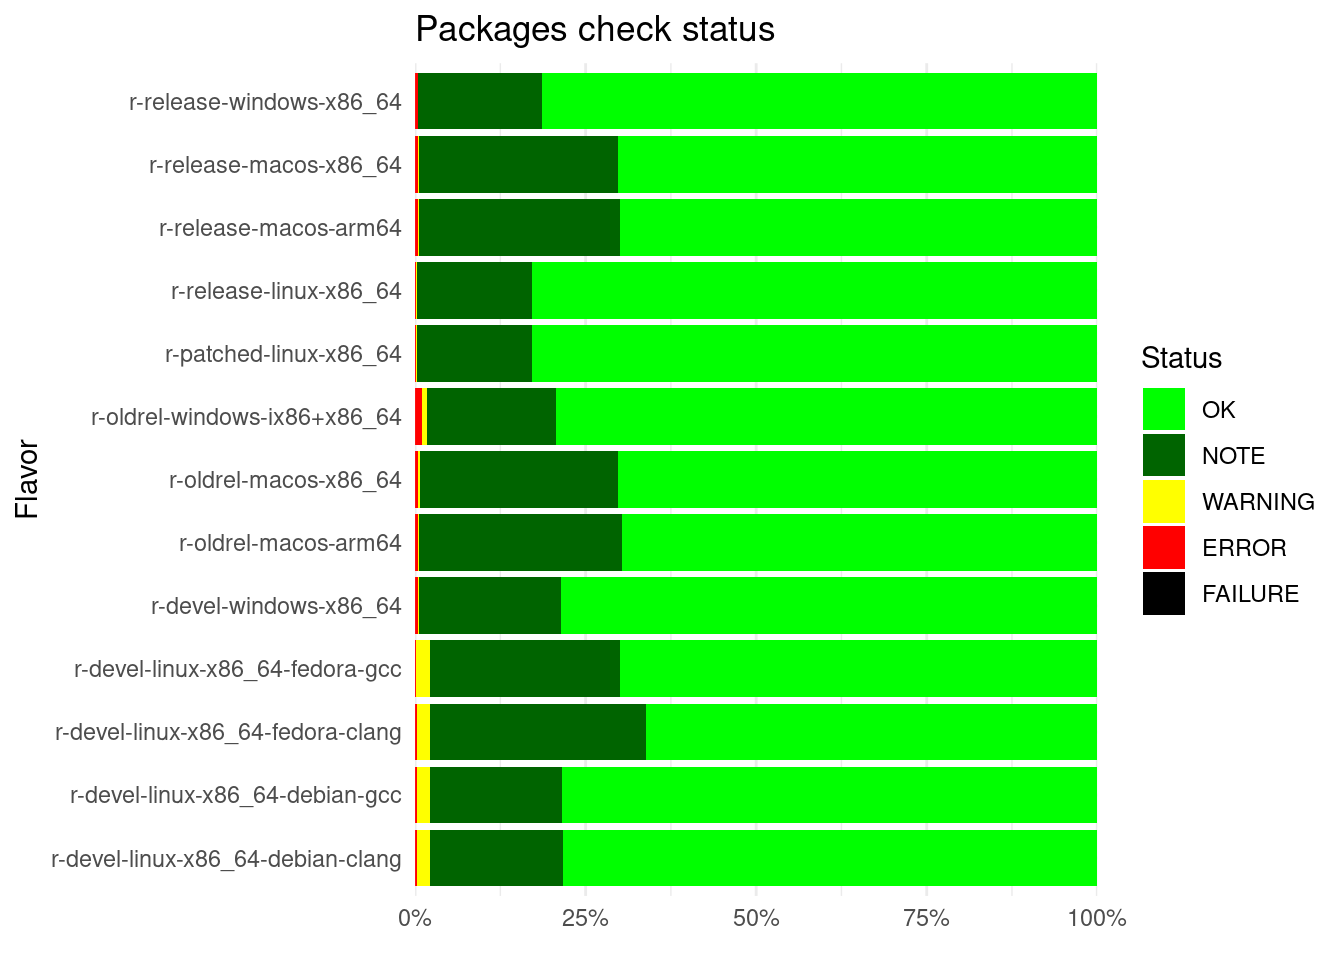 Packages check status
r-release-windows-x86_64
r-release-macos-x86_64
r-release-macos-arm64
r-release-linux-x86_64
r-patched-linux-x86_64
r-oldrel-windows-ix86+x86_64
r-oldrel-macos-x86_64
r-oldrel-macos-arm64
r-devel-windows-x86_64
r-devel-linux-x86_64-fedora-gcc
r-devel-linux-x86_64-fedora-clang
r-devel-linux-x86_64-debian-gcc
r-devel-linux-x86_64-debian-clang
Flavor
0% 25% 50% 75% 100%
Status
OK
NOTE
WARNING
ERROR
FAILURE